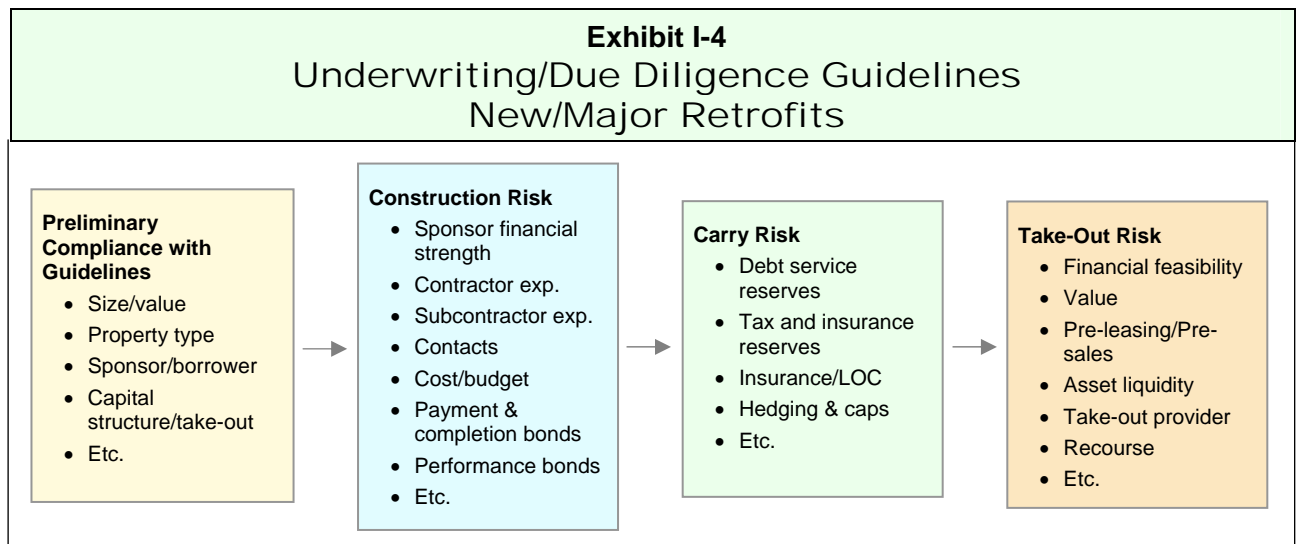 Exhibit I-4
Underwriting/Due Diligence Guidelines
New/Major Retrofits
Preliminary
Compliance with
Guidelines
• Size/value
• Property type
• Sponsor/borrower
• Capital
structure/take-out
• Etc.
Construction Risk
• Sponsor financial
strength
• Contractor exp.
• Subcontractor exp.
• Contacts
• Cost/budget
• Payment &
completion bonds
• Performance bonds
• Etc.
Carry Risk
• Debt service
reserves
• Tax and insurance
reserves
• Insurance/LOC
• Hedging & caps
• Etc.
Take-Out Risk
• Financial feasibility
• Value
• Pre-leasing/Pre-
sales
• Asset liquidity
• Take-out provider
• Recourse
• Etc.